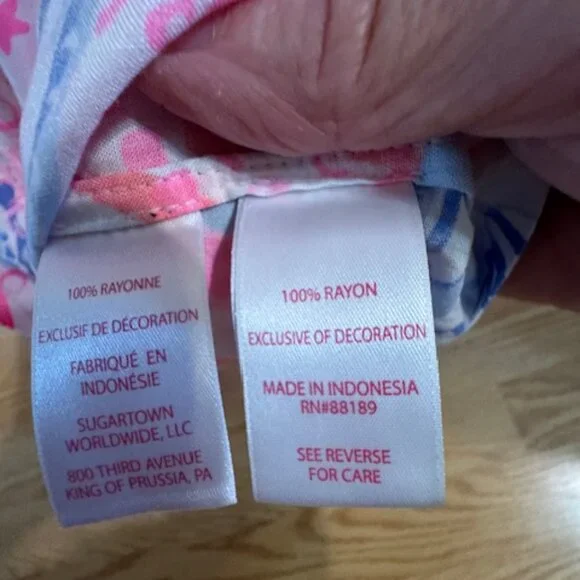 100% RAYONNE
EXCLUSIF DE DÉCORATION
FABRIQUÉ EN
INDONÉSIE
SUGARTOWN
WORLDWIDE, LLC
800 THIRD AVENUE
KING OF PRUSSIA, PA
100% RAYON
EXCLUSIVE OF DECORATION
MADE IN INDONESIA
RN#88189
SEE REVERSE
FOR CARE